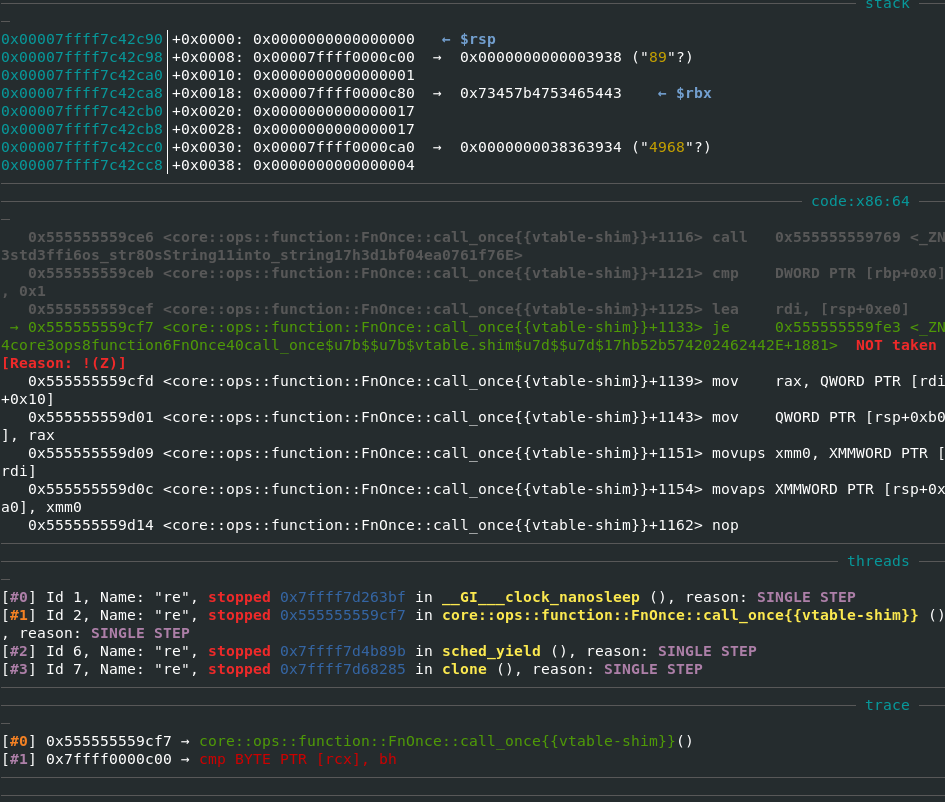 stack
0x00007ffff7c42c90│+0x0000: 0x0000000000000000   ← $rsp
0x00007ffff7c42c98│+0x0008: 0x00007ffff0000c00  →  0x0000000000003938 ("89"?)
0x00007ffff7c42ca0│+0x0010: 0x0000000000000001
0x00007ffff7c42ca8│+0x0018: 0x00007ffff0000c80  →  0x73457b4753465443    ← $rbx
0x00007ffff7c42cb0│+0x0020: 0x0000000000000017
0x00007ffff7c42cb8│+0x0028: 0x0000000000000017
0x00007ffff7c42cc0│+0x0030: 0x00007ffff0000ca0  →  0x0000000038363934 ("4968"?)
0x00007ffff7c42cc8│+0x0038: 0x0000000000000004
code:x86:64
0x555555559ce6 <core::ops::function::FnOnce::call_once{{vtable-shim}}+1116> call   0x555555559769 <_ZN
3std3ffi6os_str8OsString11into_string17h3d1bf04ea0761f76E>
0x555555559ceb <core::ops::function::FnOnce::call_once{{vtable-shim}}+1121> cmp    DWORD PTR [rbp+0x0]
, 0x1
0x555555559cef <core::ops::function::FnOnce::call_once{{vtable-shim}}+1125> lea    rdi, [rsp+0xe0]
→ 0x555555559cf7 <core::ops::function::FnOnce::call_once{{vtable-shim}}+1133> je     0x555555559fe3 <_ZN
4core3ops8function6FnOnce40call_once$u7b$$u7b$vtable.shim$u7d$$u7d$17hb52b574202462442E+1881>  NOT taken
[Reason: !(Z)]
0x555555559cfd <core::ops::function::FnOnce::call_once{{vtable-shim}}+1139> mov    rax, QWORD PTR [rdi
+0x10]
0x555555559d01 <core::ops::function::FnOnce::call_once{{vtable-shim}}+1143> mov    QWORD PTR [rsp+0xb0
], rax
0x555555559d09 <core::ops::function::FnOnce::call_once{{vtable-shim}}+1151> movups xmm0, XMMWORD PTR [
rdi]
0x555555559d0c <core::ops::function::FnOnce::call_once{{vtable-shim}}+1154> movaps XMMWORD PTR [rsp+0x
a0], xmm0
0x555555559d14 <core::ops::function::FnOnce::call_once{{vtable-shim}}+1162> nop
threads
[#0] Id 1, Name: "re", stopped 0x7ffff7d263bf in __GI___clock_nanosleep (), reason: SINGLE STEP
[#1] Id 2, Name: "re", stopped 0x555555559cf7 in core::ops::function::FnOnce::call_once{{vtable-shim}} ()
, reason: SINGLE STEP
[#2] Id 6, Name: "re", stopped 0x7ffff7d4b89b in sched_yield (), reason: SINGLE STEP
[#3] Id 7, Name: "re", stopped 0x7ffff7d68285 in clone (), reason: SINGLE STEP
trace
[#0] 0x555555559cf7 → core::ops::function::FnOnce::call_once{{vtable-shim}}()
[#1] 0x7ffff0000c00 → cmp BYTE PTR [rcx], bh